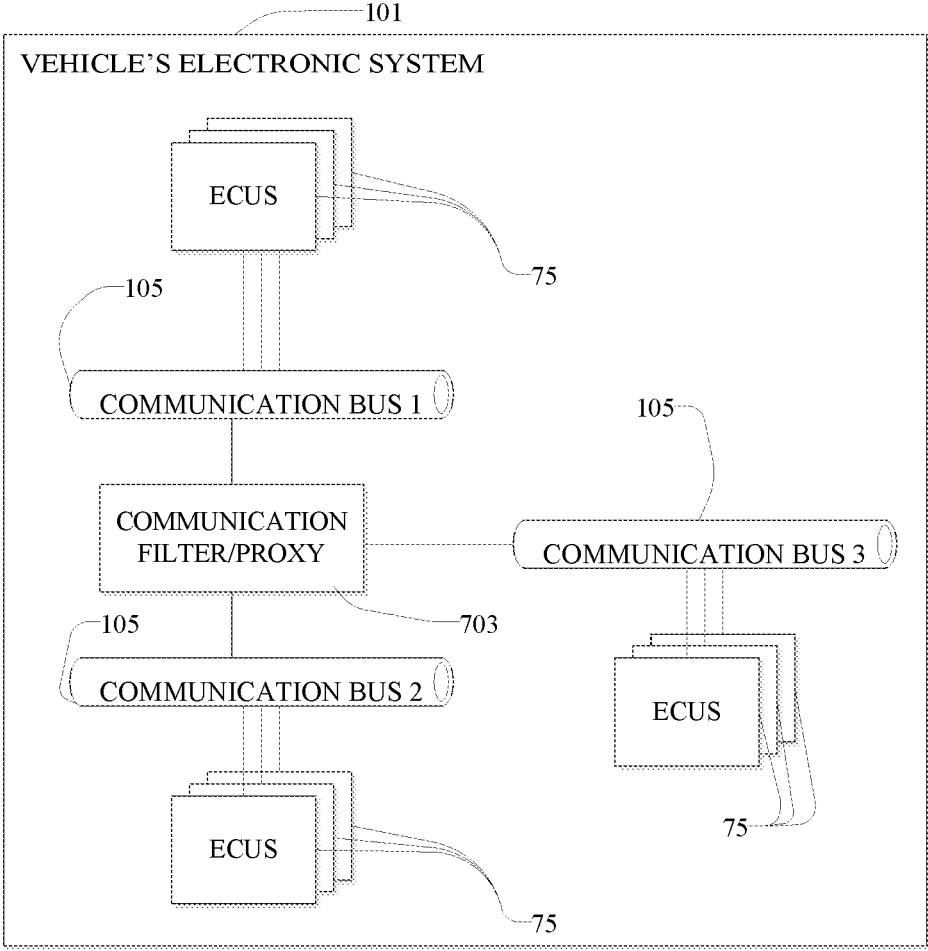 101
VEHICLE'S ELECTRONIC SYSTEM
ECUS
75
105
COMMUNICATION BUS 1
105
COMMUNICATION
FILTER/PROXY
COMMUNICATION BUS 3
703
105
COMMUNICATION BUS 2
ECUS
75
ECUS
75